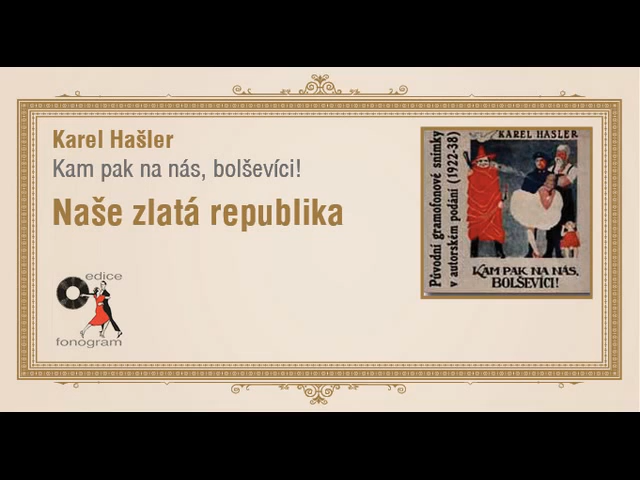 Karel Hašler
Kam pak na nás, bolševíci!
Naše zlatá republika
edice
fonogram
Původní gramofonové snímky
v autorském podání (1922-38)
KAREL HAŠLER
KAM PAK NA NÁS,
BOLŠEVÍCI!